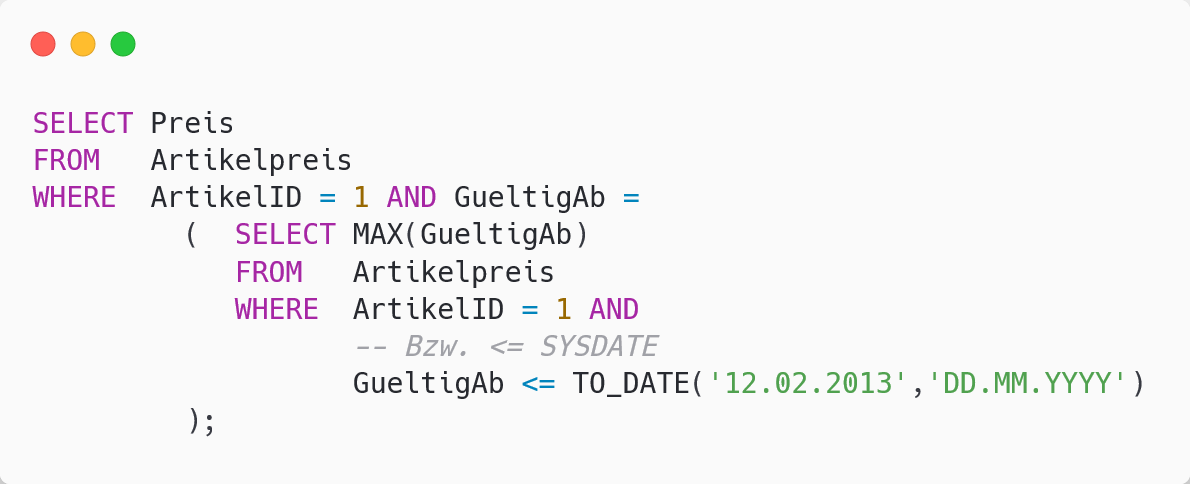 SELECT Preis
FROM   Artikelpreis
WHERE  ArtikelID = 1 AND GueltigAb =
         (  SELECT MAX(GueltigAb)
            FROM   Artikelpreis
            WHERE  ArtikelID = 1 AND
                   -- Bzw. <= SYSDATE
                   GueltigAb <= TO_DATE('12.02.2013','DD.MM.YYYY')
         );